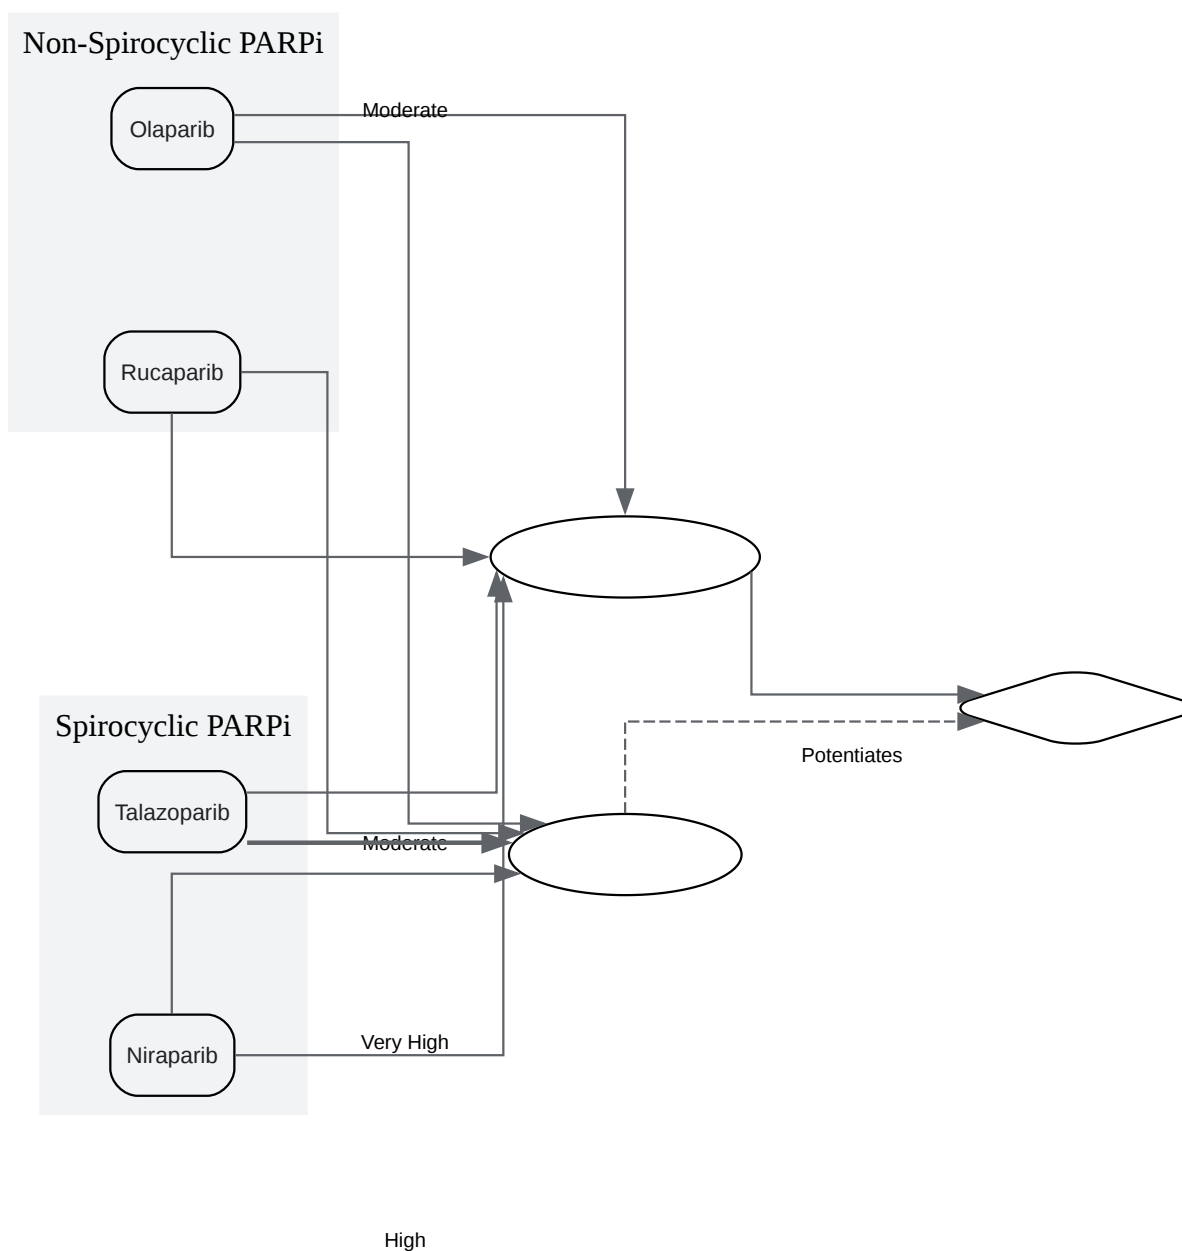 Non-Spirocyclic PARPi
Olaparib
Moderate
Rucaparib
Spirocyclic PARPi
Potentiates
Talazoparib
Moderate
Very High
Niraparib
High